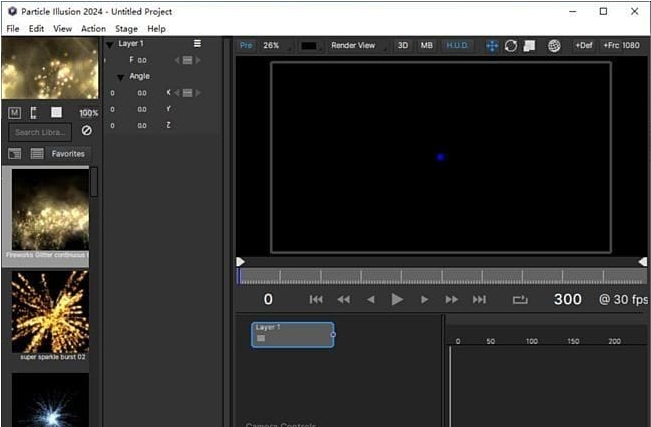 Particle Illusion 2024 - Untitled Project
File Edit View Action Stage Help
Layer 1
F 0.0
Angle
0 0.0 X
0 0.0 Y
0 0.0 Z
Pre 26% Render View 3D MB H.U.D. +Def +Frc 1080
M 100%
Search Libra...
Favorites
Fireworks Glitter continuous
super sparkle burst 02
0 300 @ 30 fps
Layer 1
0 50 100 150 200
Camera Controls